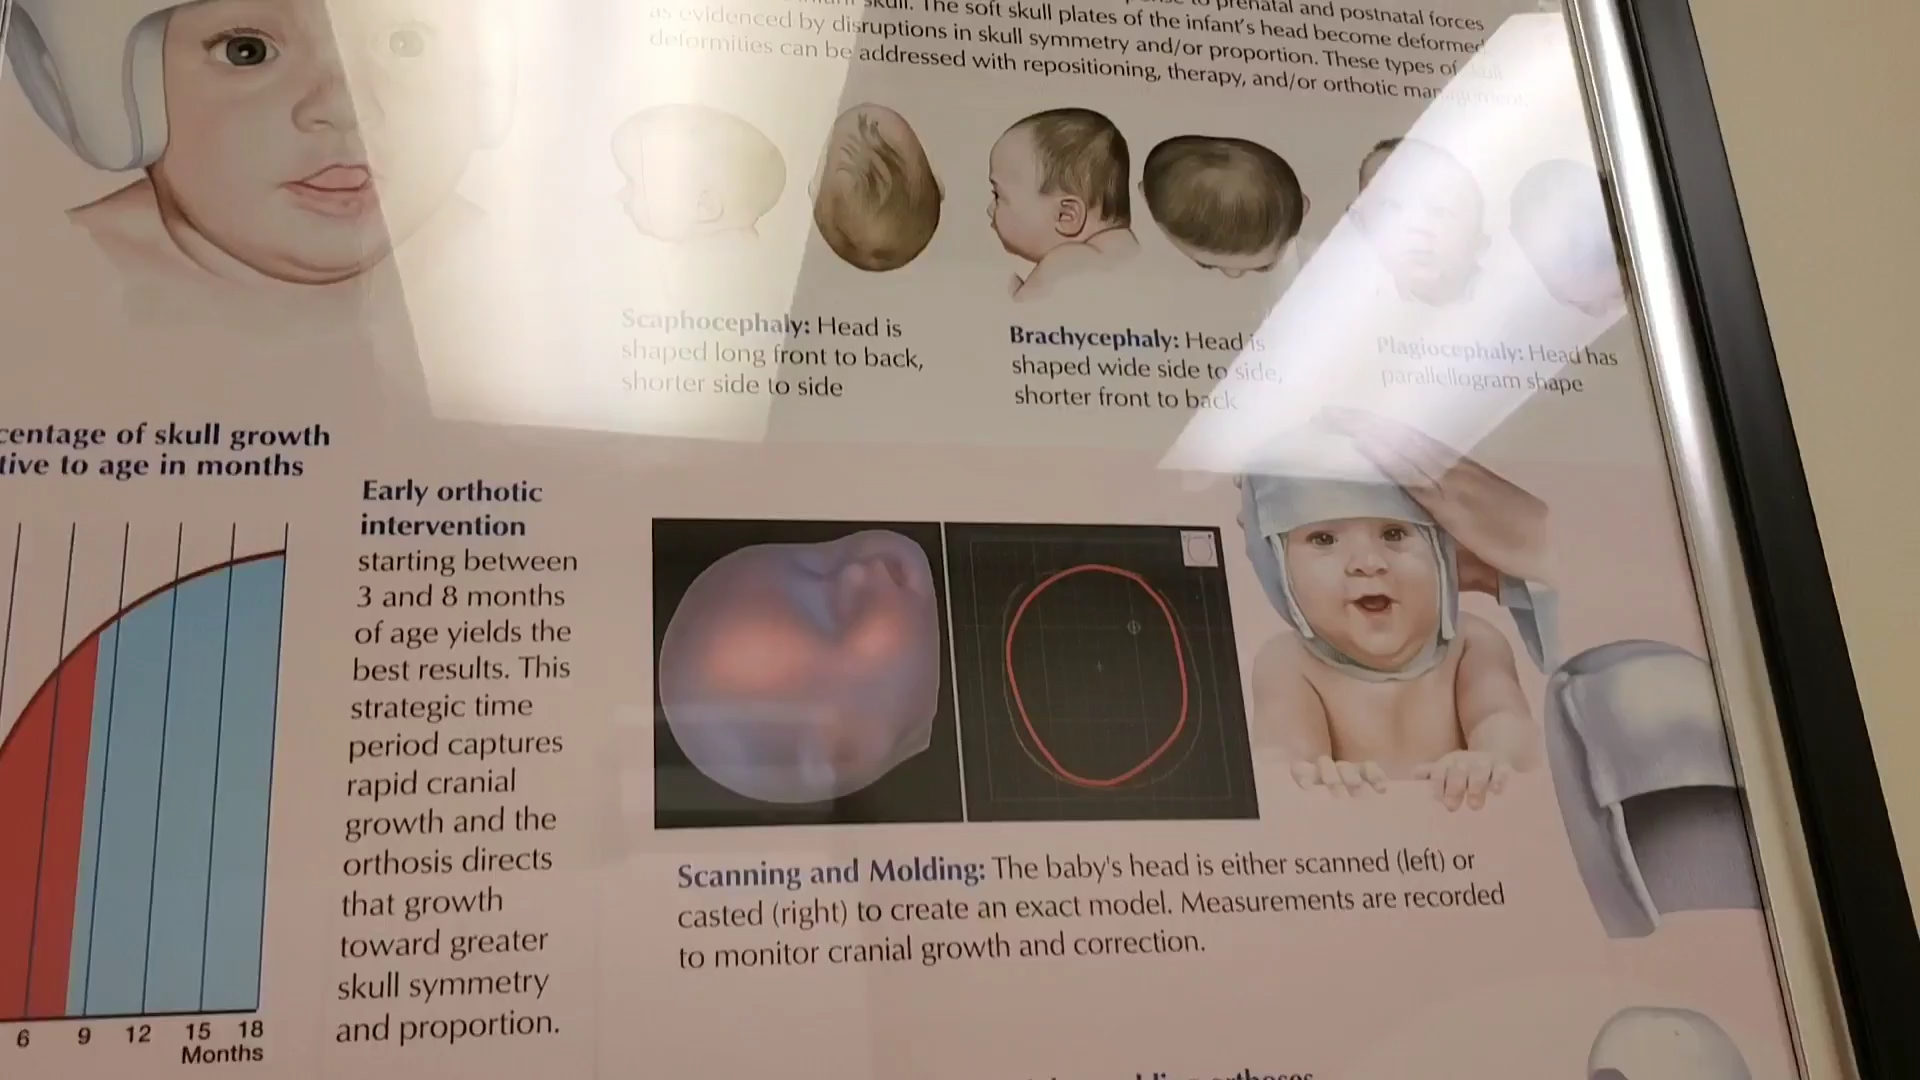 skull. The soft skull plates of the infant's head become deformed
to prenatal and postnatal forces
as evidenced by disruptions in skull symmetry and/or proportion. These types of
deformities can be addressed with repositioning, therapy, and/or orthotic management
Scaphocephaly: Head is
shaped long front to back,
shorter side to side
Brachycephaly: Head is
shaped wide side to side,
shorter front to back
Plagiocephaly: Head has
parallellogram shape
centage of skull growth
tive to age in months
6 9 12 15 18
Months
Early orthotic
intervention
starting between
3 and 8 months
of age yields the
best results. This
strategic time
period captures
rapid cranial
growth and the
orthosis directs
that growth
toward greater
skull symmetry
and proportion.
Scanning and Molding: The baby's head is either scanned (left) or
casted (right) to create an exact model. Measurements are recorded
to monitor cranial growth and correction.